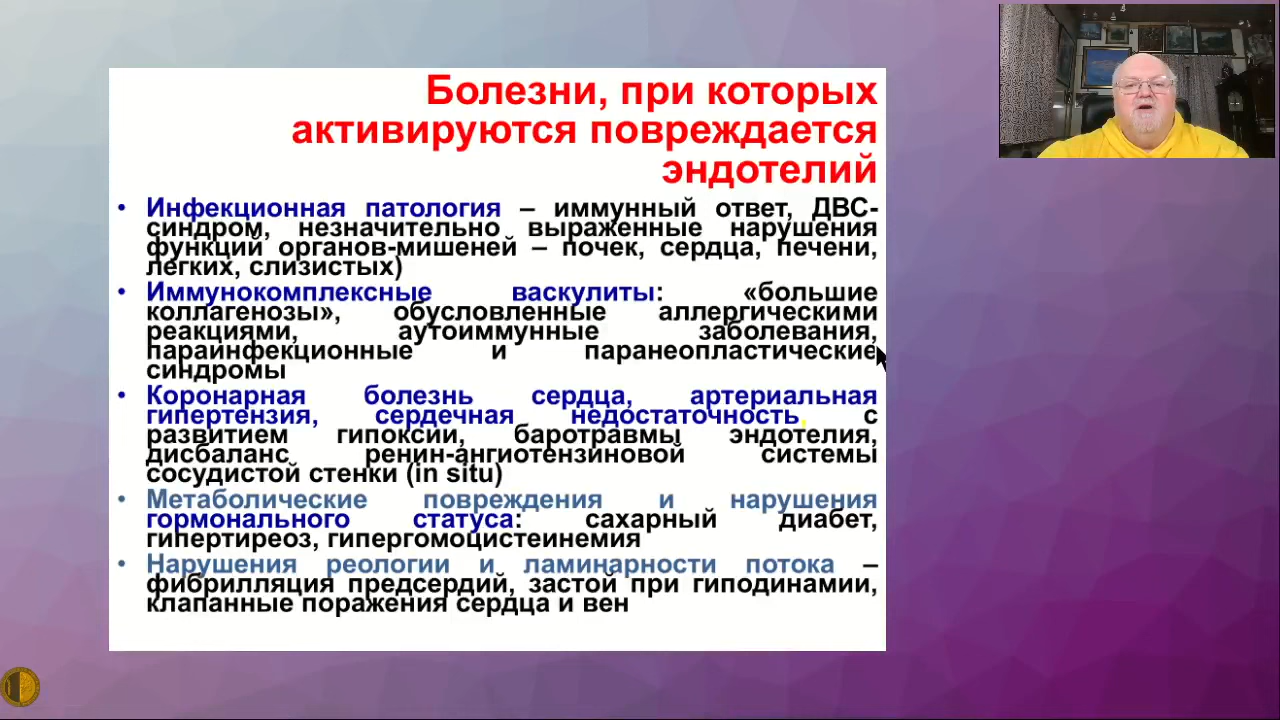 Болезни, при которых
активируются повреждается
эндотелий
• Инфекционная патология – иммунный ответ, ДВС-
синдром, незначительно выраженные нарушения
функций органов-мишеней – почек, сердца, печени,
легких, слизистых)
• Иммунокомплексные васкулиты: «большие
коллагенозы», обусловленные аллергическими
реакциями, аутоиммунные заболевания,
параинфекционные и паранеопластические
синдромы
• Коронарная болезнь сердца, артериальная
гипертензия, сердечная недостаточность, с
развитием гипоксии, баротравмы эндотелия,
дисбаланс ренин-ангиотензиновой системы
сосудистой стенки (in situ)
• Метаболические повреждения и нарушения
гормонального статуса: сахарный диабет,
гипертиреоз, гипергомоцистеинемия
• Нарушения реологии и ламинарности потока –
фибрилляция предсердий, застой при гиподинамии,
клапанные поражения сердца и вен